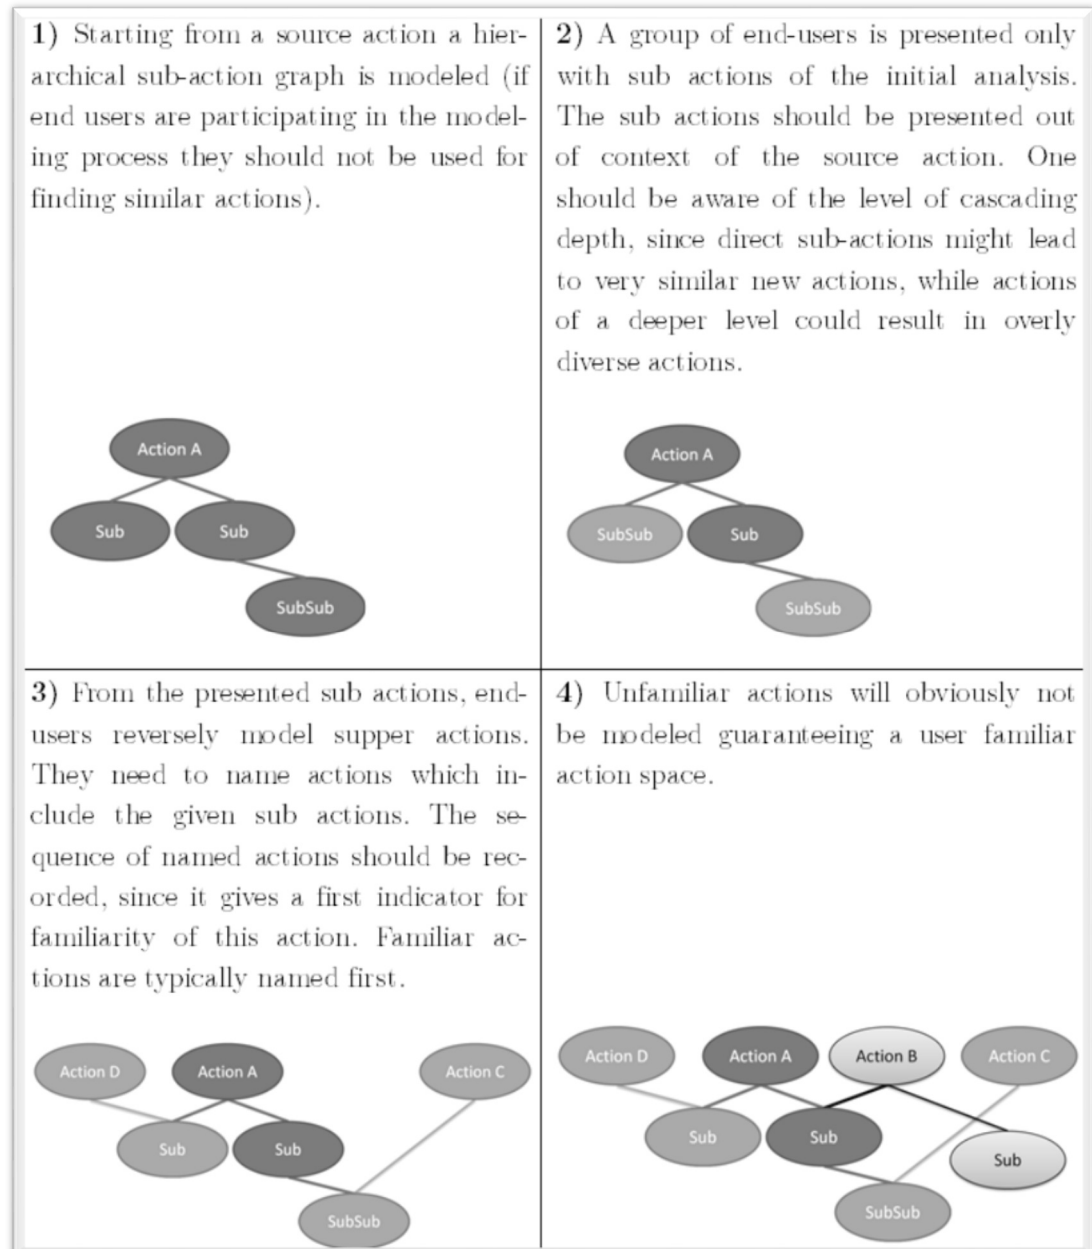 1) Starting from a source action a hier-
archical sub-action graph is modeled (if
end users are participating in the model-
ing process they should not be used for
finding similar actions).
Action A
Sub
Sub
SubSub
2) A group of end-users is presented only
with sub actions of the initial analysis.
The sub actions should be presented out
of context of the source action. One
should be aware of the level of cascading
depth, since direct sub-actions might lead
to very similar new actions, while actions
of a deeper level could result in overly
diverse actions.
Action A
SubSub
Sub
SubSub
3) From the presented sub actions, end-
users reversely model supper actions.
They need to name actions which in-
clude the given sub actions. The se-
quence of named actions should be rec-
orded, since it gives a first indicator for
familiarity of this action. Familiar ac-
tions are typically named first.
Action D
Action A
Action C
Sub
Sub
SubSub
4) Unfamiliar actions will obviously not
be modeled guaranteeing a user familiar
action space.
Action D
Action A
Action B
Action C
Sub
Sub
Sub
SubSub